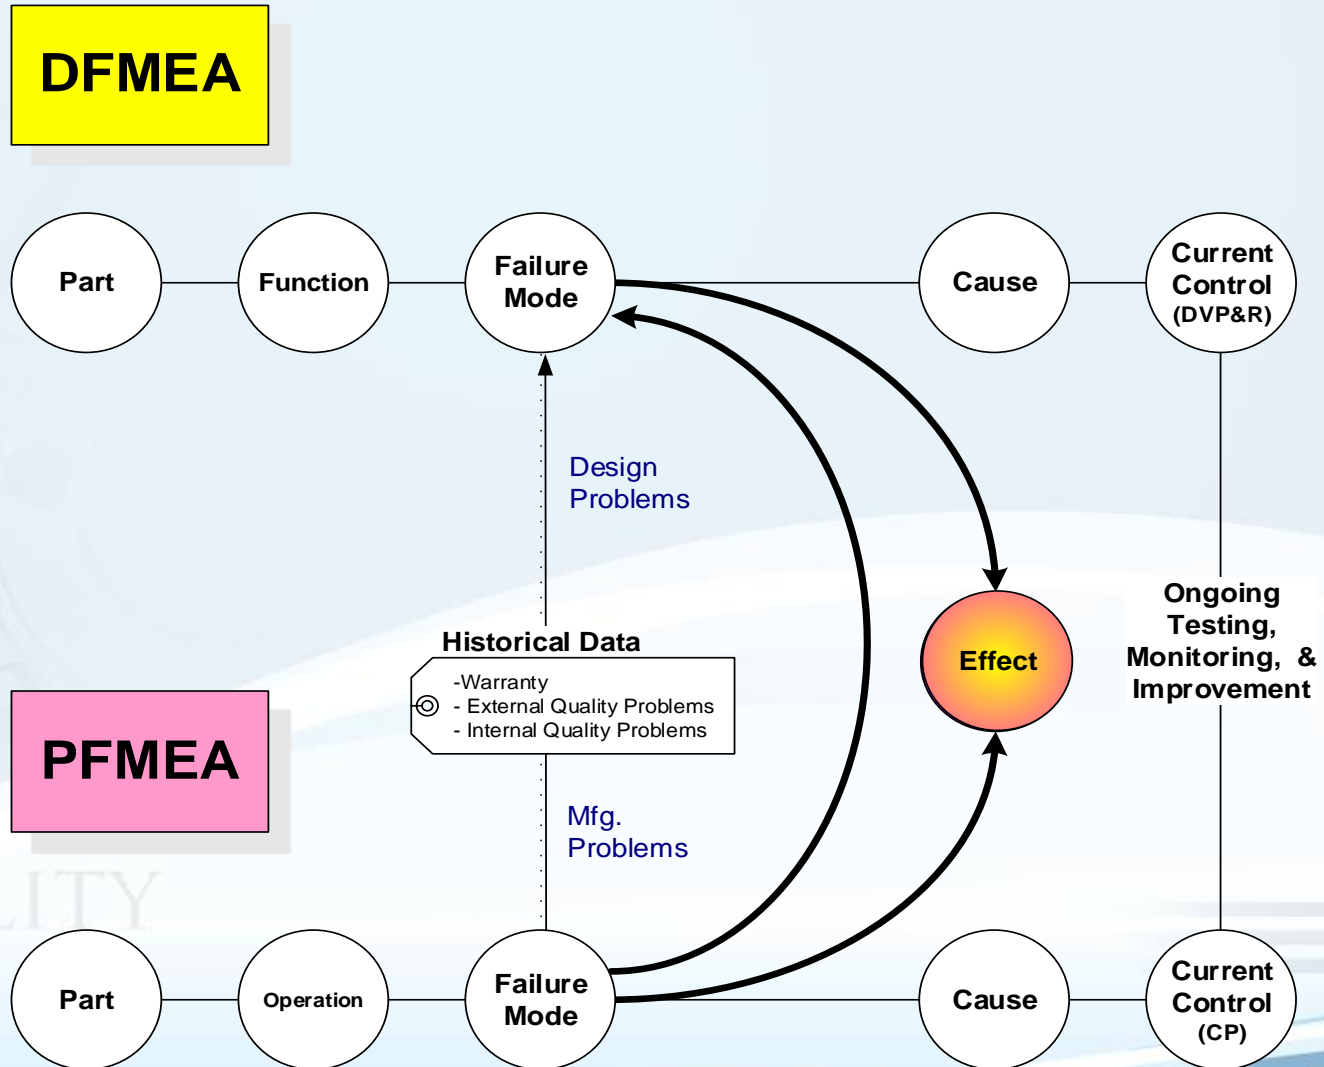 DFMEA
Part
Function
Failure
Mode
Cause
Current
Control
(DVP&R)
Design
Problems
Historical Data
-Warranty
- External Quality Problems
- Internal Quality Problems
Effect
Ongoing
Testing,
Monitoring, &
Improvement
PFMEA
Mfg.
Problems
LITY
Part
Operation
Failure
Mode
Cause
Current
Control
(CP)